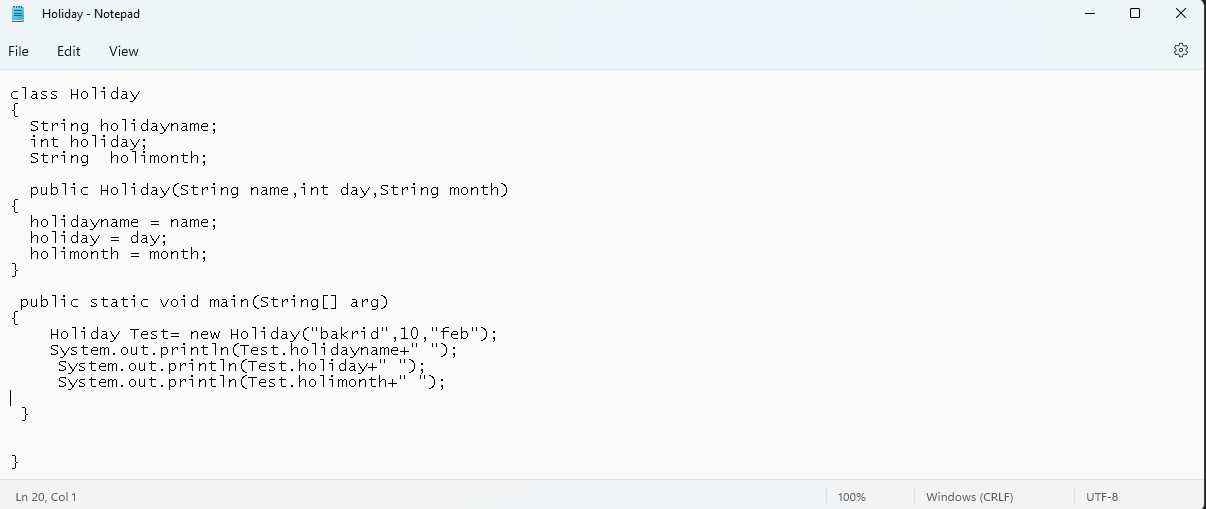 Holiday - Notepad
File Edit View
class Holiday
{
String holidayname;
int holiday;
String  holimonth;
public Holiday(String name,int day,String month)
{
holidayname = name;
holiday = day;
holimonth = month;
}
public static void main(String[] arg)
{
Holiday Test= new Holiday("bakrid",10,"feb");
System.out.println(Test.holidayname+" ");
System.out.println(Test.holiday+" ");
System.out.println(Test.holimonth+" ");
}
}
Ln 20, Col 1 100% Windows (CRLF) UTF-8